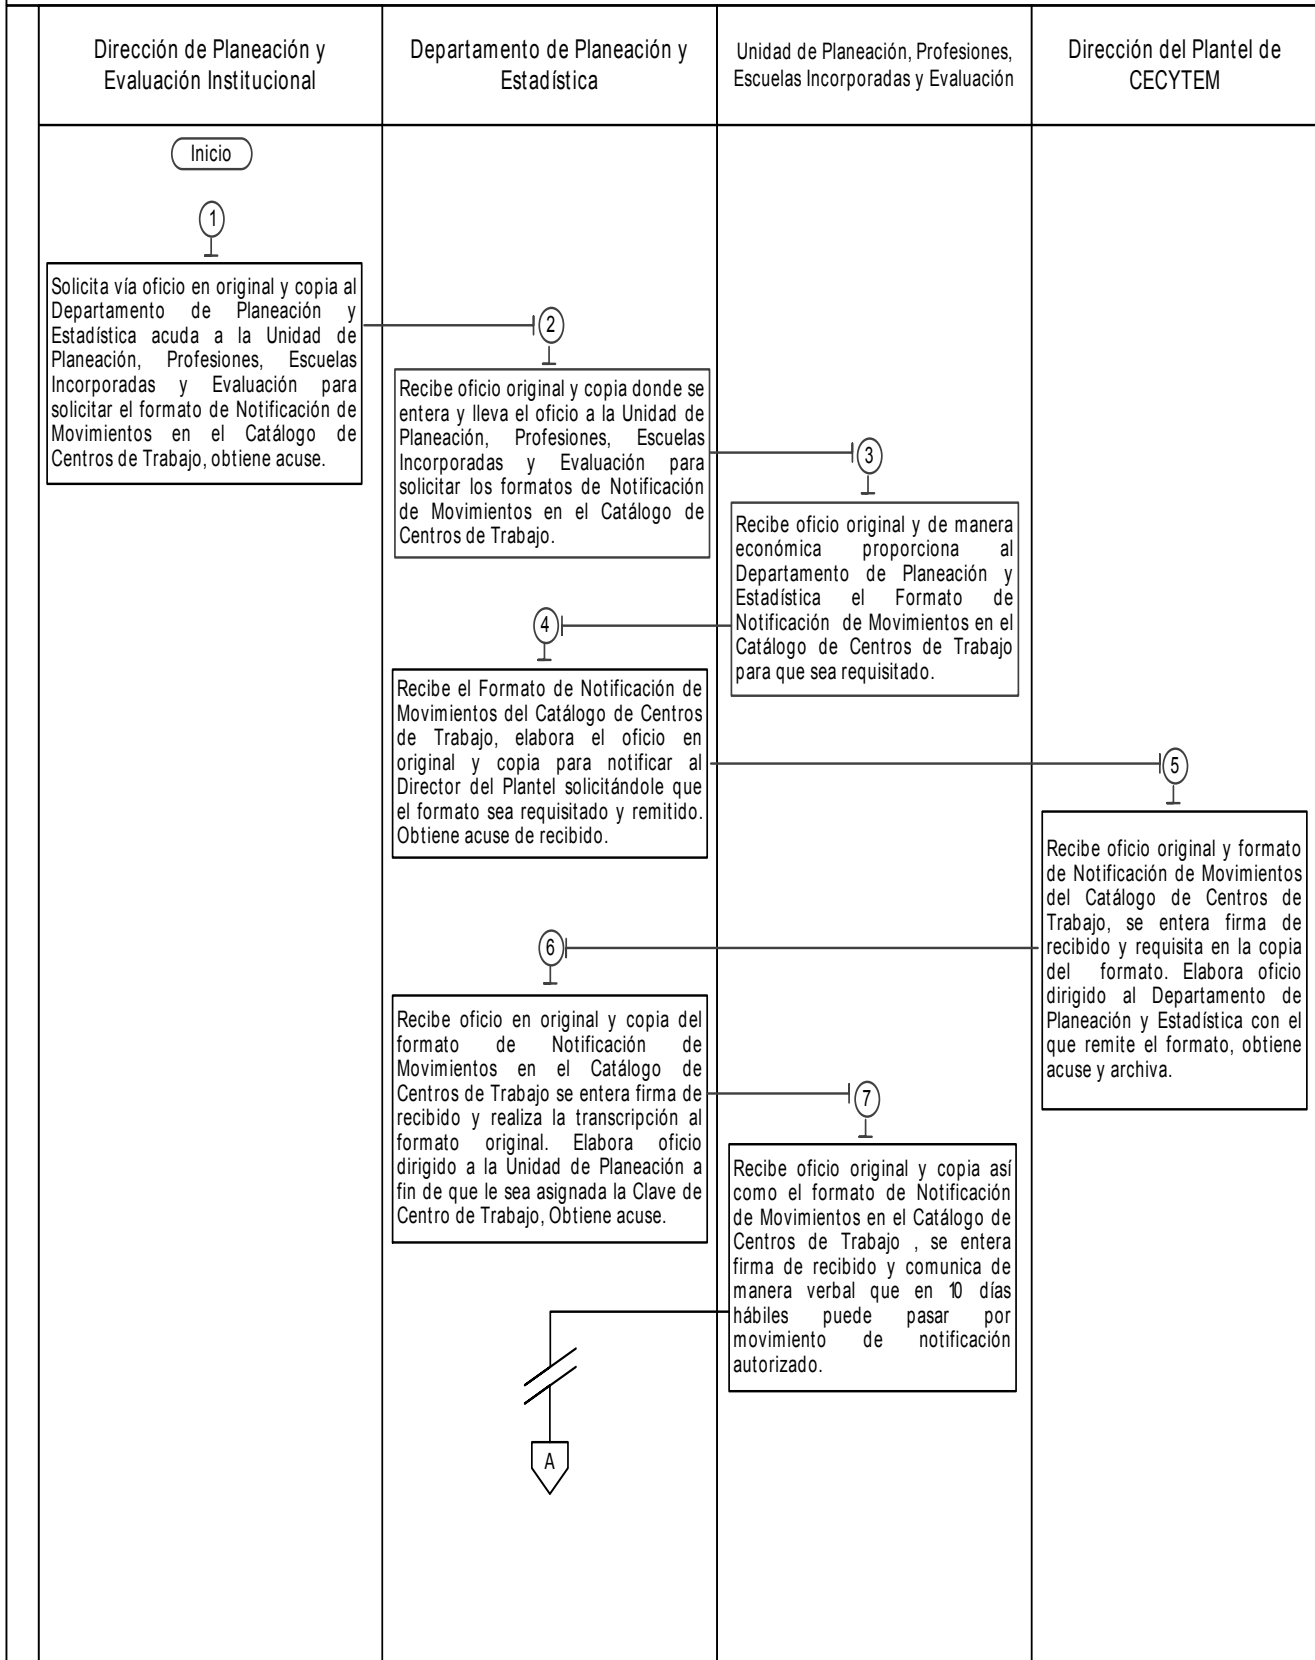 Dirección de Planeación y
Evaluación Institucional
Departamento de Planeación y
Estadística
Unidad de Planeación, Profesiones,
Escuelas Incorporadas y Evaluación
Dirección del Plantel de
CECYTEM
Inicio
1
Solicita vía oficio en original y copia al
Departamento de Planeación y
Estadística acuda a la Unidad de
Planeación, Profesiones, Escuelas
Incorporadas y Evaluación para
solicitar el formato de Notificación de
Movimientos en el Catálogo de
Centros de Trabajo, obtiene acuse.
2
Recibe oficio original y copia donde se
entera y lleva el oficio a la Unidad de
Planeación, Profesiones, Escuelas
Incorporadas y Evaluación para
solicitar los formatos de Notificación
de Movimientos en el Catálogo de
Centros de Trabajo.
3
Recibe oficio original y de manera
económica proporciona al
Departamento de Planeación y
Estadística el Formato de
Notificación de Movimientos en el
Catálogo de Centros de Trabajo
para que sea requisitado.
4
Recibe el Formato de Notificación de
Movimientos del Catálogo de Centros
de Trabajo, elabora el oficio en
original y copia para notificar al
Director del Plantel solicitándole que
el formato sea requisitado y remitido.
Obtiene acuse de recibido.
5
Recibe oficio original y formato
de Notificación de Movimientos
del Catálogo de Centros de
Trabajo, se entera firma de
recibido y requisita en la copia
del formato. Elabora oficio
dirigido al Departamento de
Planeación y Estadística con el
que remite el formato, obtiene
acuse y archiva.
6
Recibe oficio en original y copia del
formato de Notificación de
Movimientos en el Catálogo de
Centros de Trabajo se entera firma de
recibido y realiza la transcripción al
formato original. Elabora oficio
dirigido a la Unidad de Planeación a
fin de que le sea asignada la Clave de
Centro de Trabajo, Obtiene acuse.
7
Recibe oficio original y copia así
como el formato de Notificación
de Movimientos en el Catálogo de
Centros de Trabajo , se entera
firma de recibido y comunica de
manera verbal que en 10 días
hábiles puede pasar por
movimiento de notificación
autorizado.
A